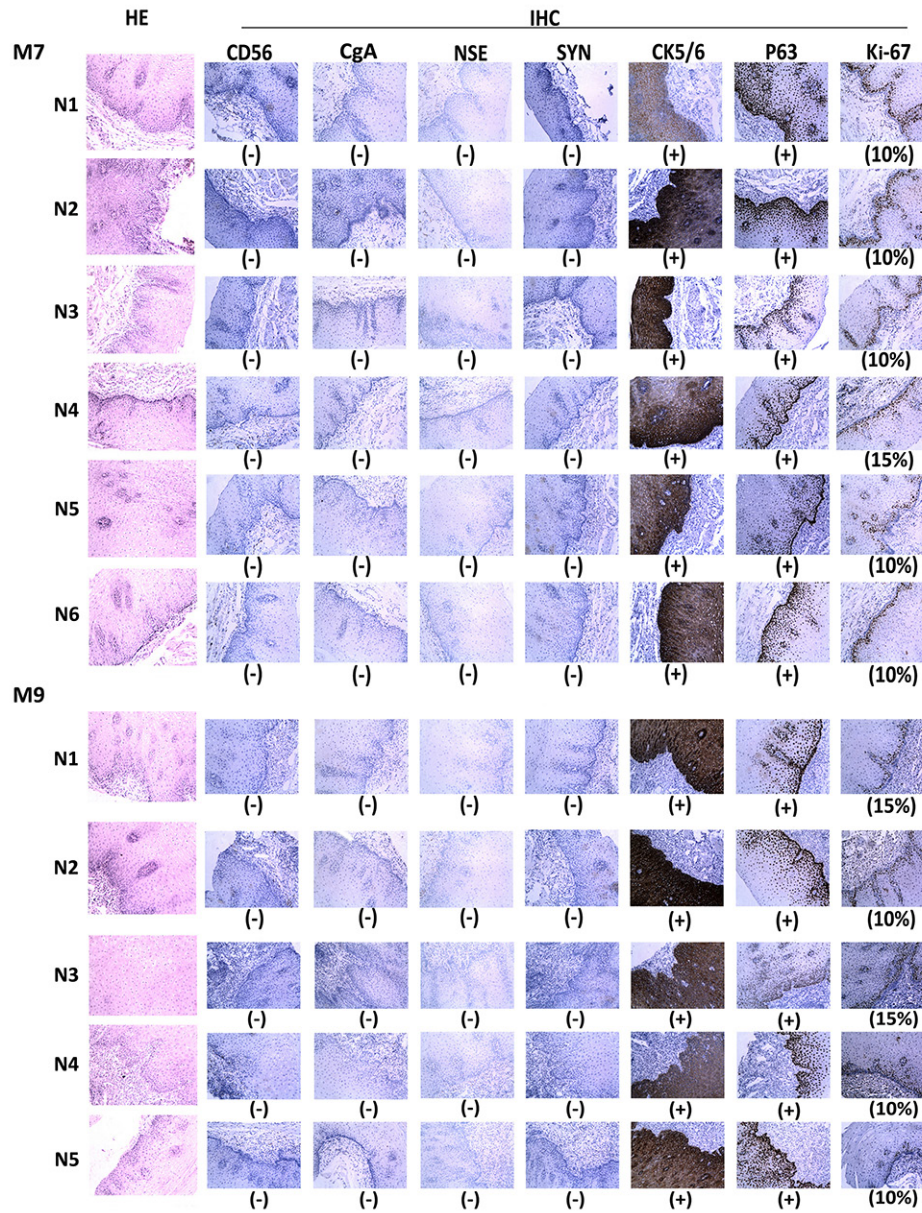 HE IHC
M7 CD56 CgA NSE SYN CK5/6 P63 Ki-67
N1
(-) (-) (-) (-) (+) (+) (10%)
N2
(-) (-) (-) (-) (+) (+) (10%)
N3
(-) (-) (-) (-) (+) (+) (10%)
N4
(-) (-) (-) (-) (+) (+) (15%)
N5
(-) (-) (-) (-) (+) (+) (10%)
N6
(-) (-) (-) (-) (+) (+) (10%)
M9
N1
(-) (-) (-) (-) (+) (+) (15%)
N2
(-) (-) (-) (-) (+) (+) (10%)
N3
(-) (-) (-) (-) (+) (+) (15%)
N4
(-) (-) (-) (-) (+) (+) (10%)
N5
(-) (-) (-) (-) (+) (+) (10%)